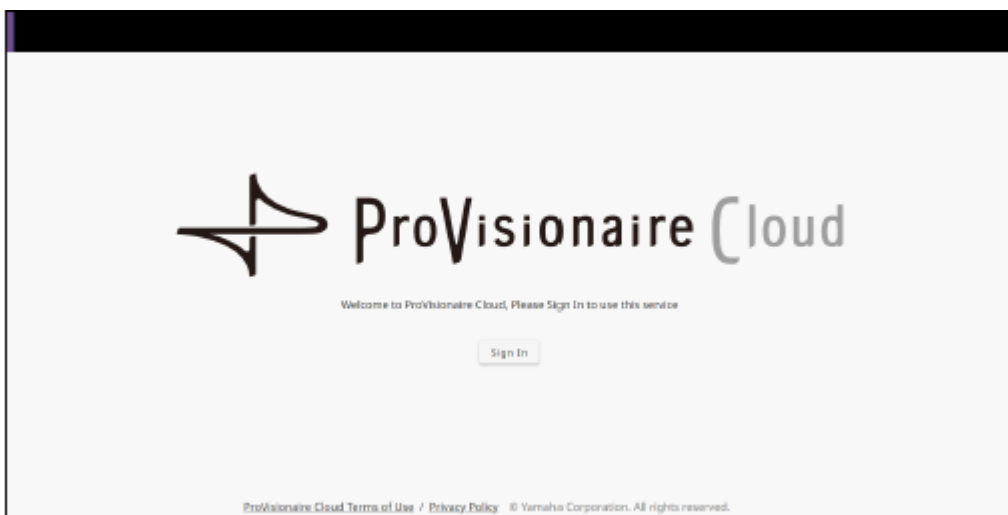 ProVisionaire Cloud
Welcome to ProVisionaire Cloud, Please Sign In to use this service
Sign In
ProVisionaire Cloud Terms of Use / Privacy Policy © Yamaha Corporation. All rights reserved.